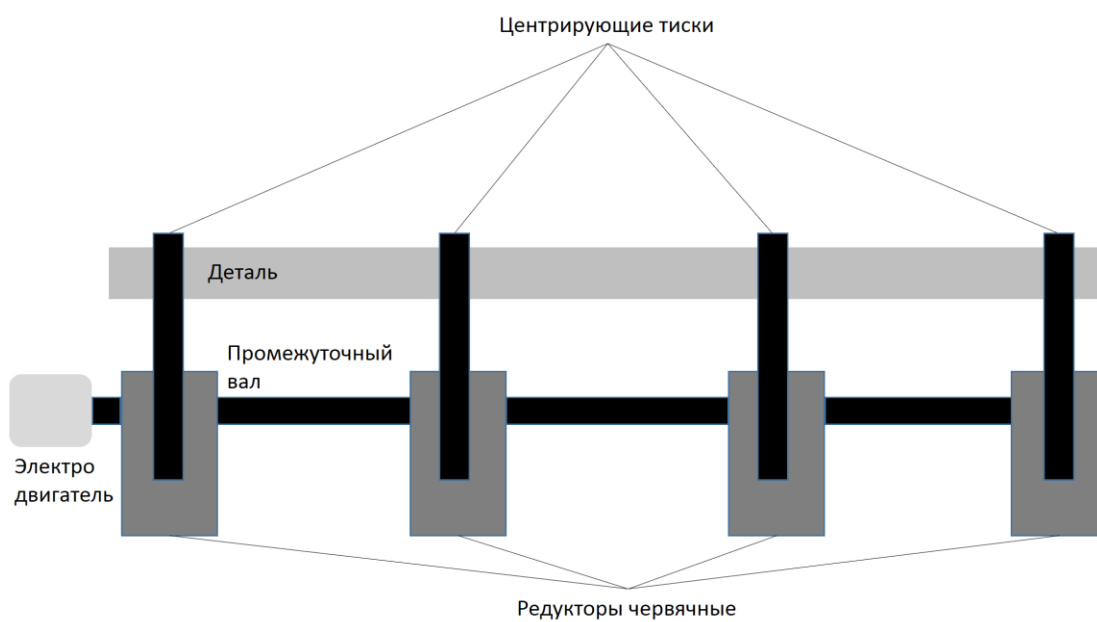 Центрирующие тиски
Деталь
Промежуточный
вал
Электро
двигатель
Редукторы червячные